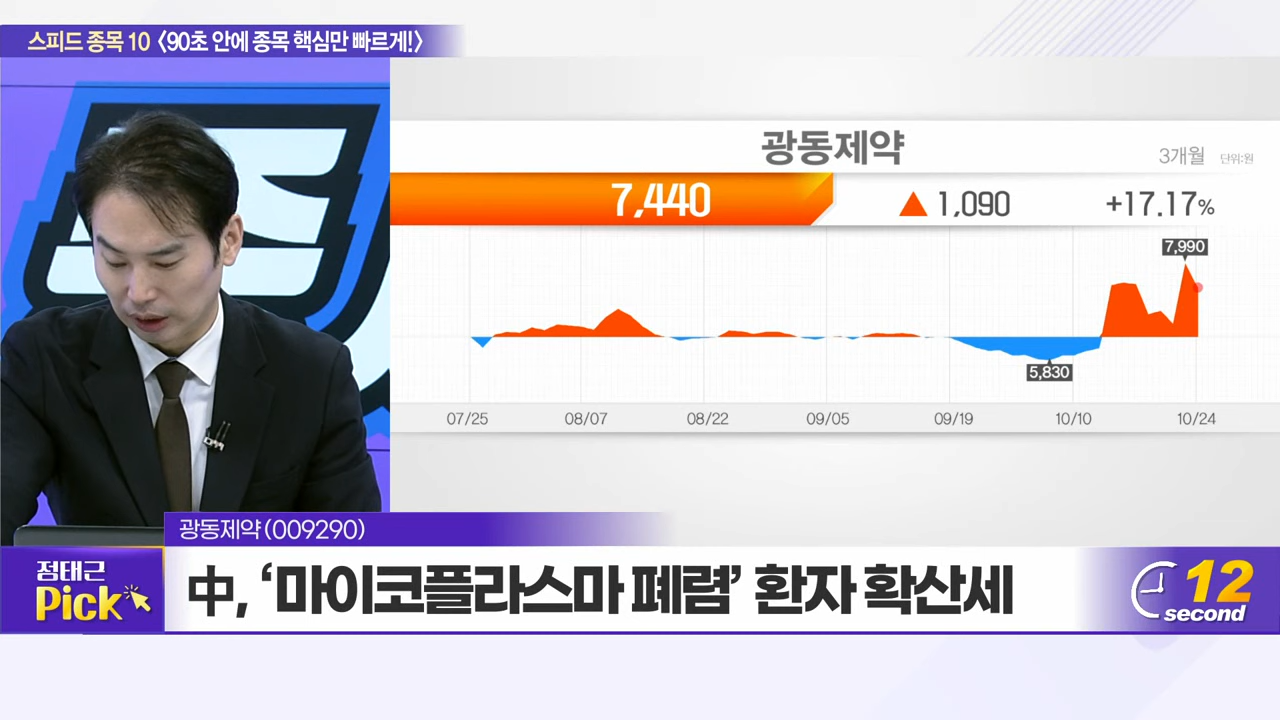 스피드 종목 10 〈90초 안에 종목 핵심만 빠르게!〉
광동제약
3개월 단위:원
7,440 ▲ 1,090 +17.17%
7,990
5,830
07/25 08/07 08/22 09/05 09/19 10/10 10/24
광동제약(009290)
정태근
Pick
中, ‘마이코플라스마 폐렴’ 환자 확산세
12
second